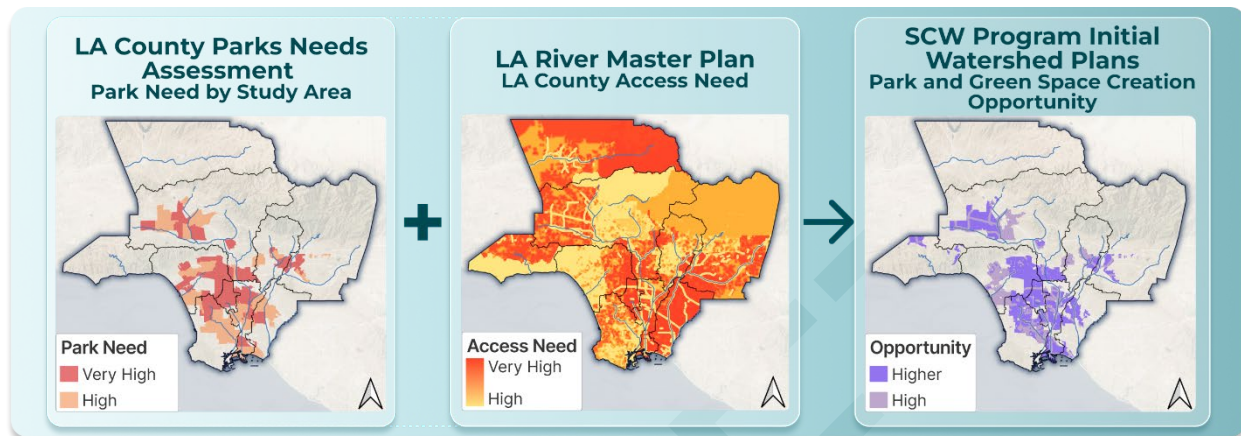 LA County Parks Needs
Assessment
Park Need by Study Area
Park Need
Very High
High
+
LA River Master Plan
LA County Access Need
Access Need
Very High
High
SCW Program Initial
Watershed Plans
Park and Green Space Creation
Opportunity
Opportunity
Higher
High